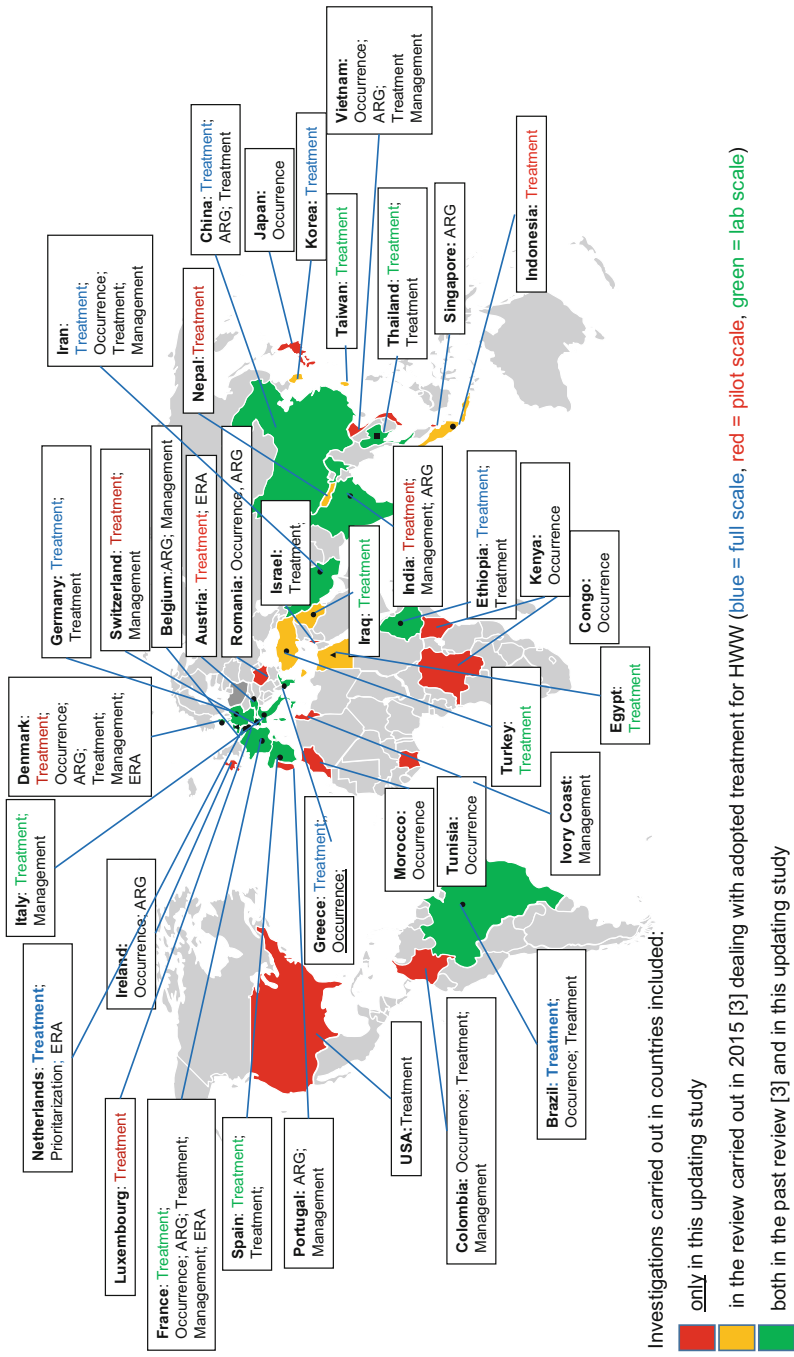 Netherlands: Treatment;
Prioritarization; ERA
Luxembourg: Treatment
France: Treatment;
Occurrence; ARG; Treatment;
Management; ERA
Spain: Treatment;
Treatment;
Portugal: ARG;
Management
USA: Treatment
Colombia: Occurrence; Treatment;
Management
Brazil: Treatment;
Occurence; Treatment
Italy: Treatment;
Management
Ireland:
Occurrence; ARG
Denmark:
Treatment;
Occurrence;
ARG;
Treatment;
Management;
ERA
Germany: Treatment;
Treatment
Switzerland: Treatment;
Management
Belgium:ARG; Management
Austria: Treatment; ERA
Romania: Occurrence, ARG
Greece: Treatment;
Occurrence;
Morocco:
Occurrence
Tunisia:
Occurrence
Ivory Coast:
Management
Turkey:
Treatment
Egypt:
Treatment
Israel:
Treatment;
Iraq: Treatment
Iran:
Treatment;
Occurrence;
Treatment;
Management
Nepal: Treatment
China: Treatment;
ARG; Treatment
Japan:
Occurrence
Korea: Treatment
Taiwan: Treatment
Vietnam:
Occurrence;
ARG;
Treatment
Management
Thailand: Treatment;
Treatment
Singapore: ARG
Indonesia: Treatment
India: Treatment;
Management; ARG
Ethiopia: Treatment;
Treatment
Kenya:
Occurrence
Congo:
Occurrence
Investigations carried out in countries included:
only in this updating study
in the review carried out in 2015 [3] dealing with adopted treatment for HWW (blue = full scale, red = pilot scale, green = lab scale)
both in the past review [3] and in this updating study